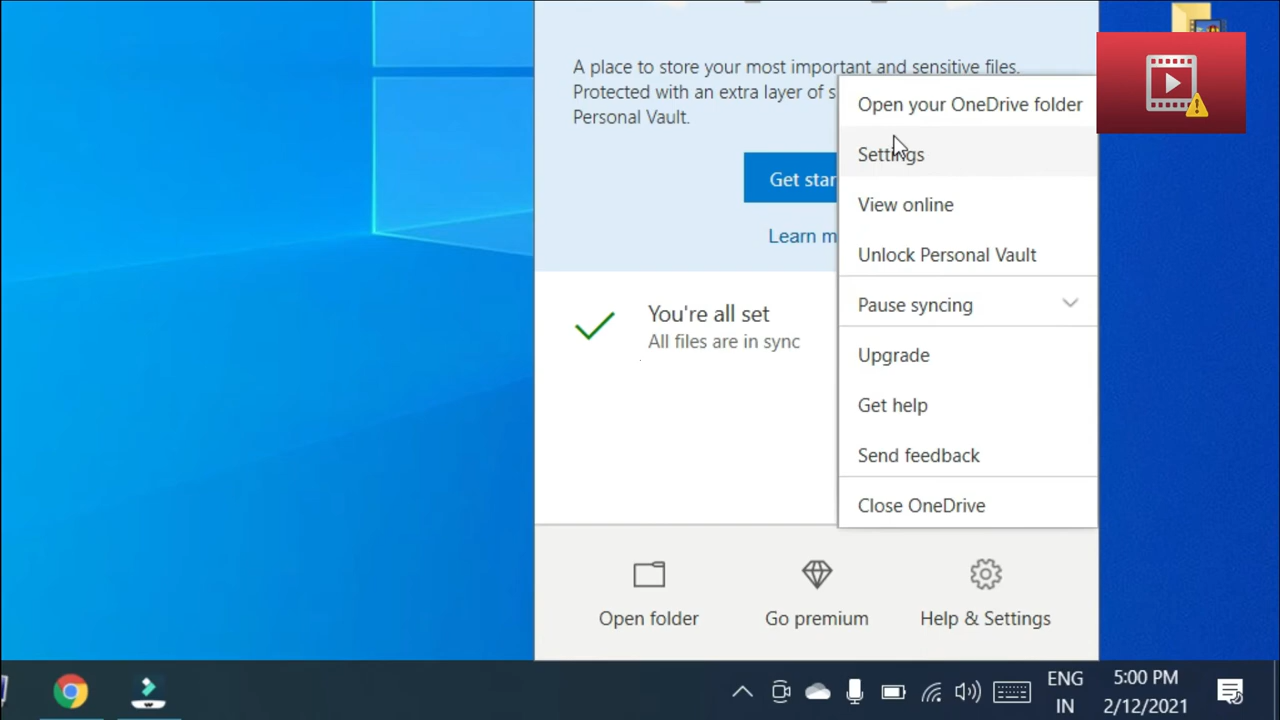 A place to store your most important and sensitive files.
Protected with an extra layer of s
Personal Vault.
Get star
Learn m
Open your OneDrive folder
Settings
View online
Unlock Personal Vault
Pause syncing
Upgrade
Get help
Send feedback
Close OneDrive
You're all set
All files are in sync
Open folder
Go premium
Help & Settings
ENG
IN
5:00 PM
2/12/2021